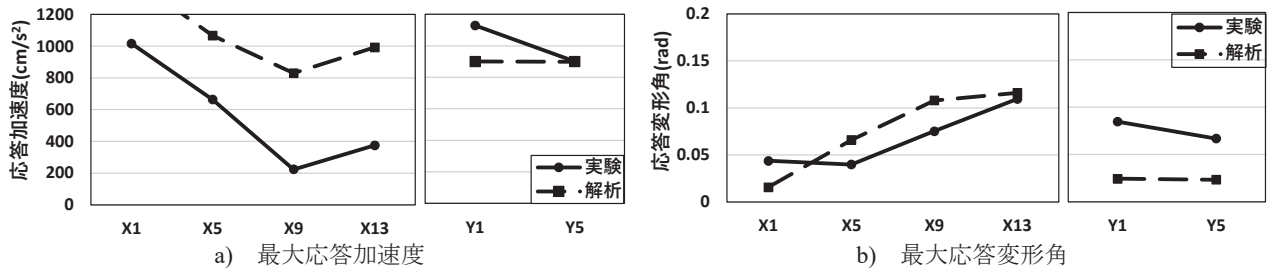 応答加速度(cm/s²)
1200
1000
800
600
400
200
0
X1 X5 X9 X13
Y1 Y5
実験
解析
a) 最大応答加速度
応答変形角(rad)
0.2
0.15
0.1
0.05
0
X1 X5 X9 X13
Y1 Y5
実験
解析
b) 最大応答変形角